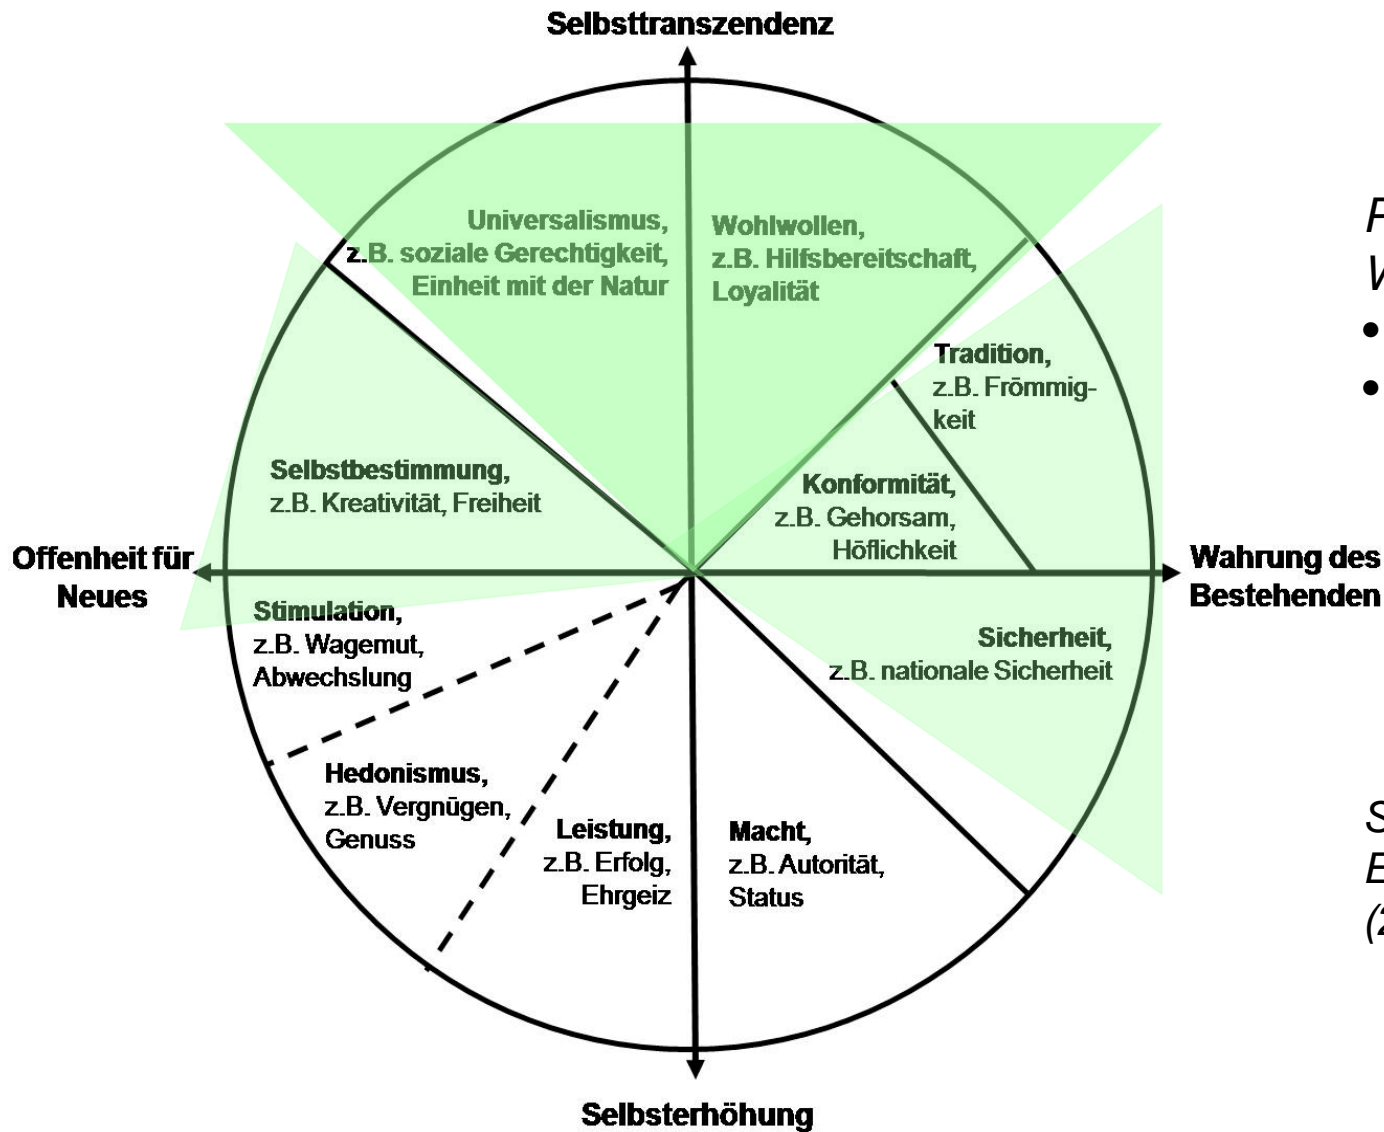 Selbsttranszendenz
Universalismus,
z.B. soziale Gerechtigkeit,
Einheit mit der Natur
Wohlwollen,
z.B. Hilfsbereitschaft,
Loyalität
Tradition,
z.B. Frömmig-
keit
Selbstbestimmung,
z.B. Kreativität, Freiheit
Konformität,
z.B. Gehorsam,
Höflichkeit
Offenheit für
Neues
Wahrung des
Bestehenden
Stimulation,
z.B. Wagemut,
Abwechslung
Sicherheit,
z.B. nationale Sicherheit
Hedonismus,
z.B. Vergnügen,
Genuss
Leistung,
z.B. Erfolg,
Ehrgeiz
Macht,
z.B. Autorität,
Status
Selbsterhöhung